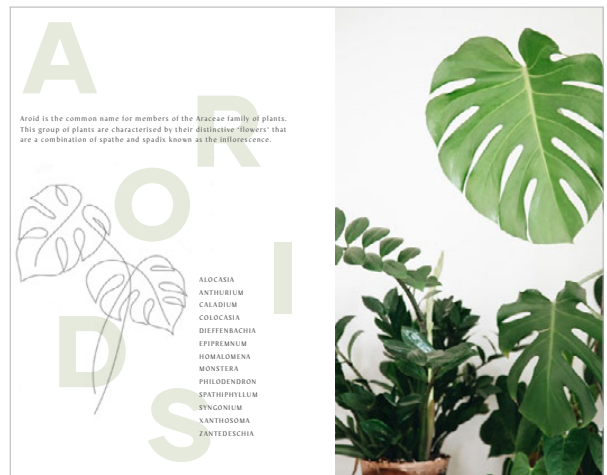 A
R
O
I
D
S
Aroid is the common name for members of the Araceae family of plants.
This group of plants are characterised by their distinctive 'flowers' that
are a combination of spathe and spadix known as the inflorescence.
ALOCASIA
ANTHURIUM
CALADIUM
COLOCASIA
DIEFFENBACHIA
EPIPREMNUM
HOMALOMENA
MONSTERA
PHILODENDRON
SPATHIPHYLLUM
SYNGONIUM
XANTHOSOMA
ZANTEDESCHIA